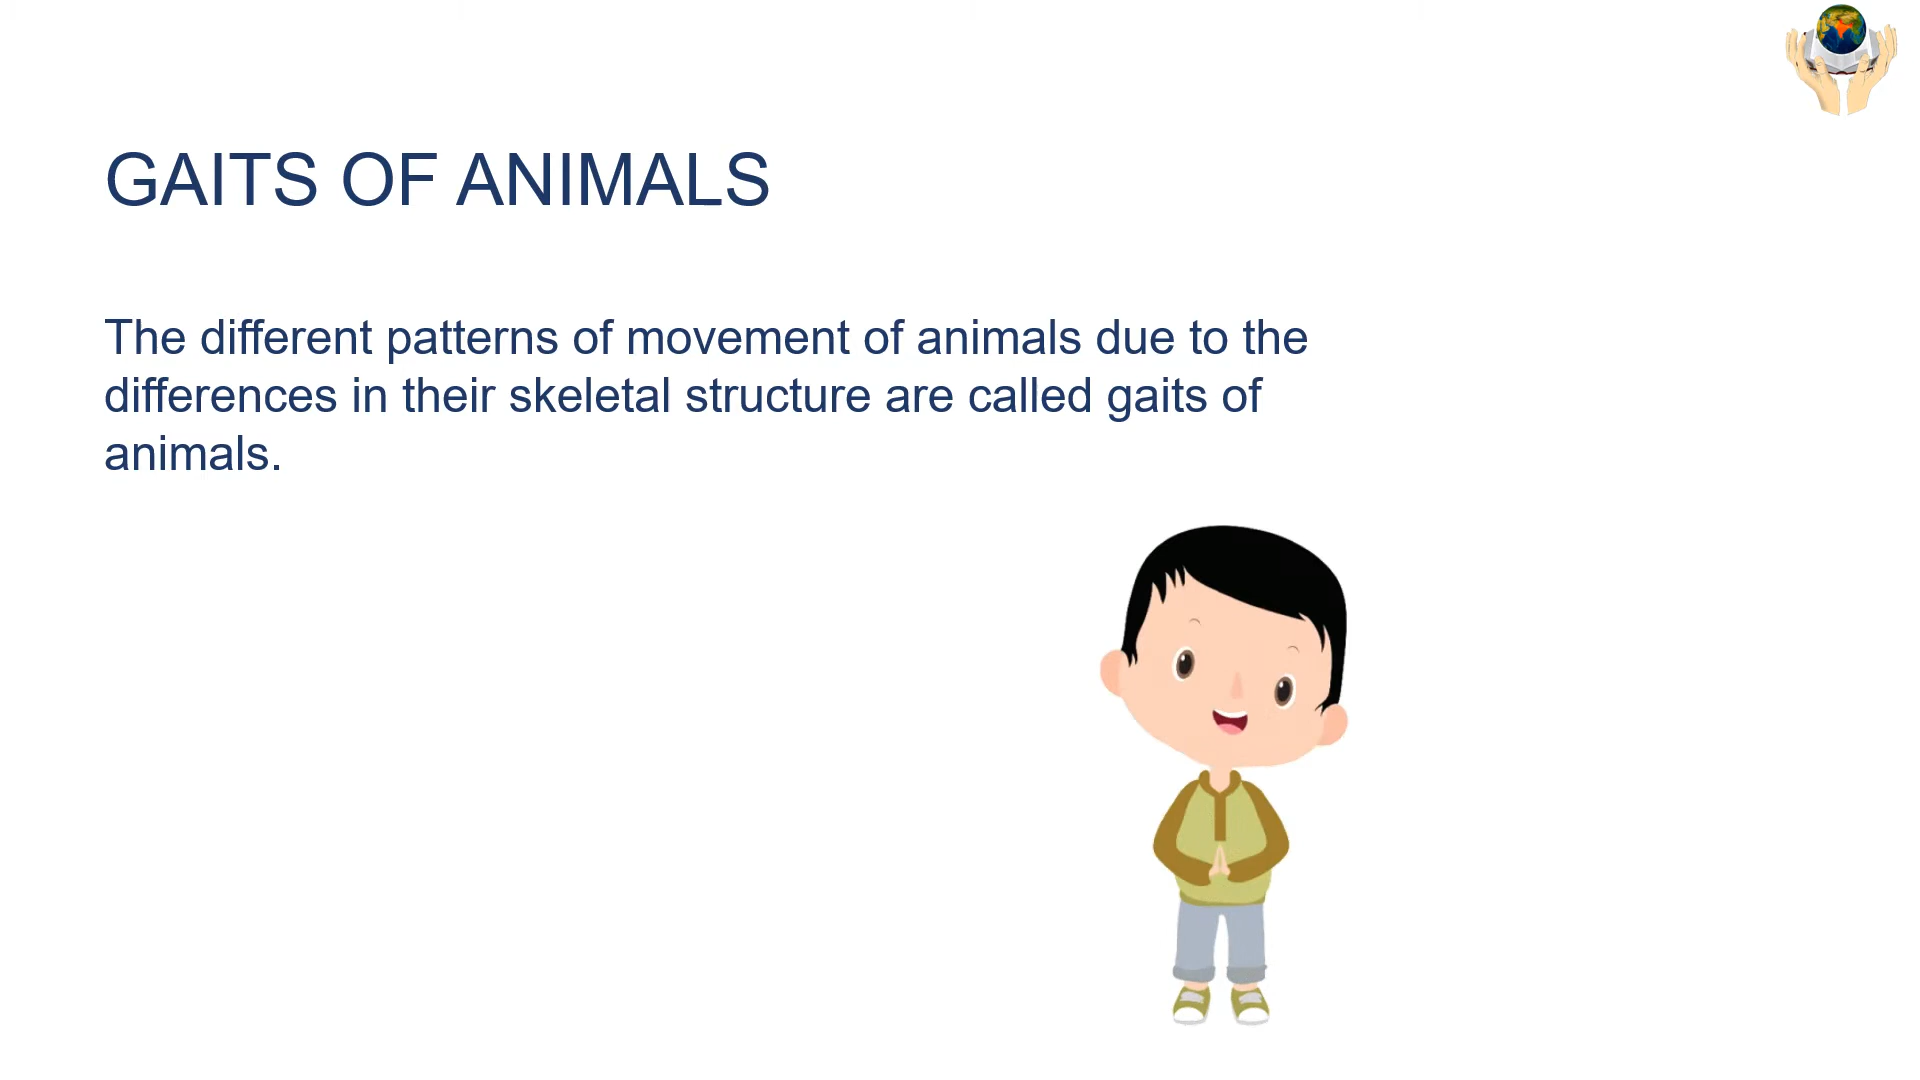 GAITS OF ANIMALS
The different patterns of movement of animals due to the
differences in their skeletal structure are called gaits of
animals.